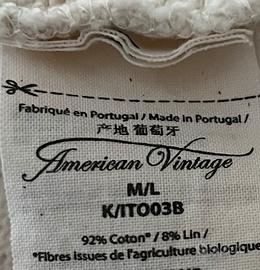 Fabriqué en Portugal / Made in Portugal /
产地 葡萄牙
American Vintage
M/L
K/ITO03B
92% Coton* / 8% Lin /
*Fibres issues de l'agriculture biologique